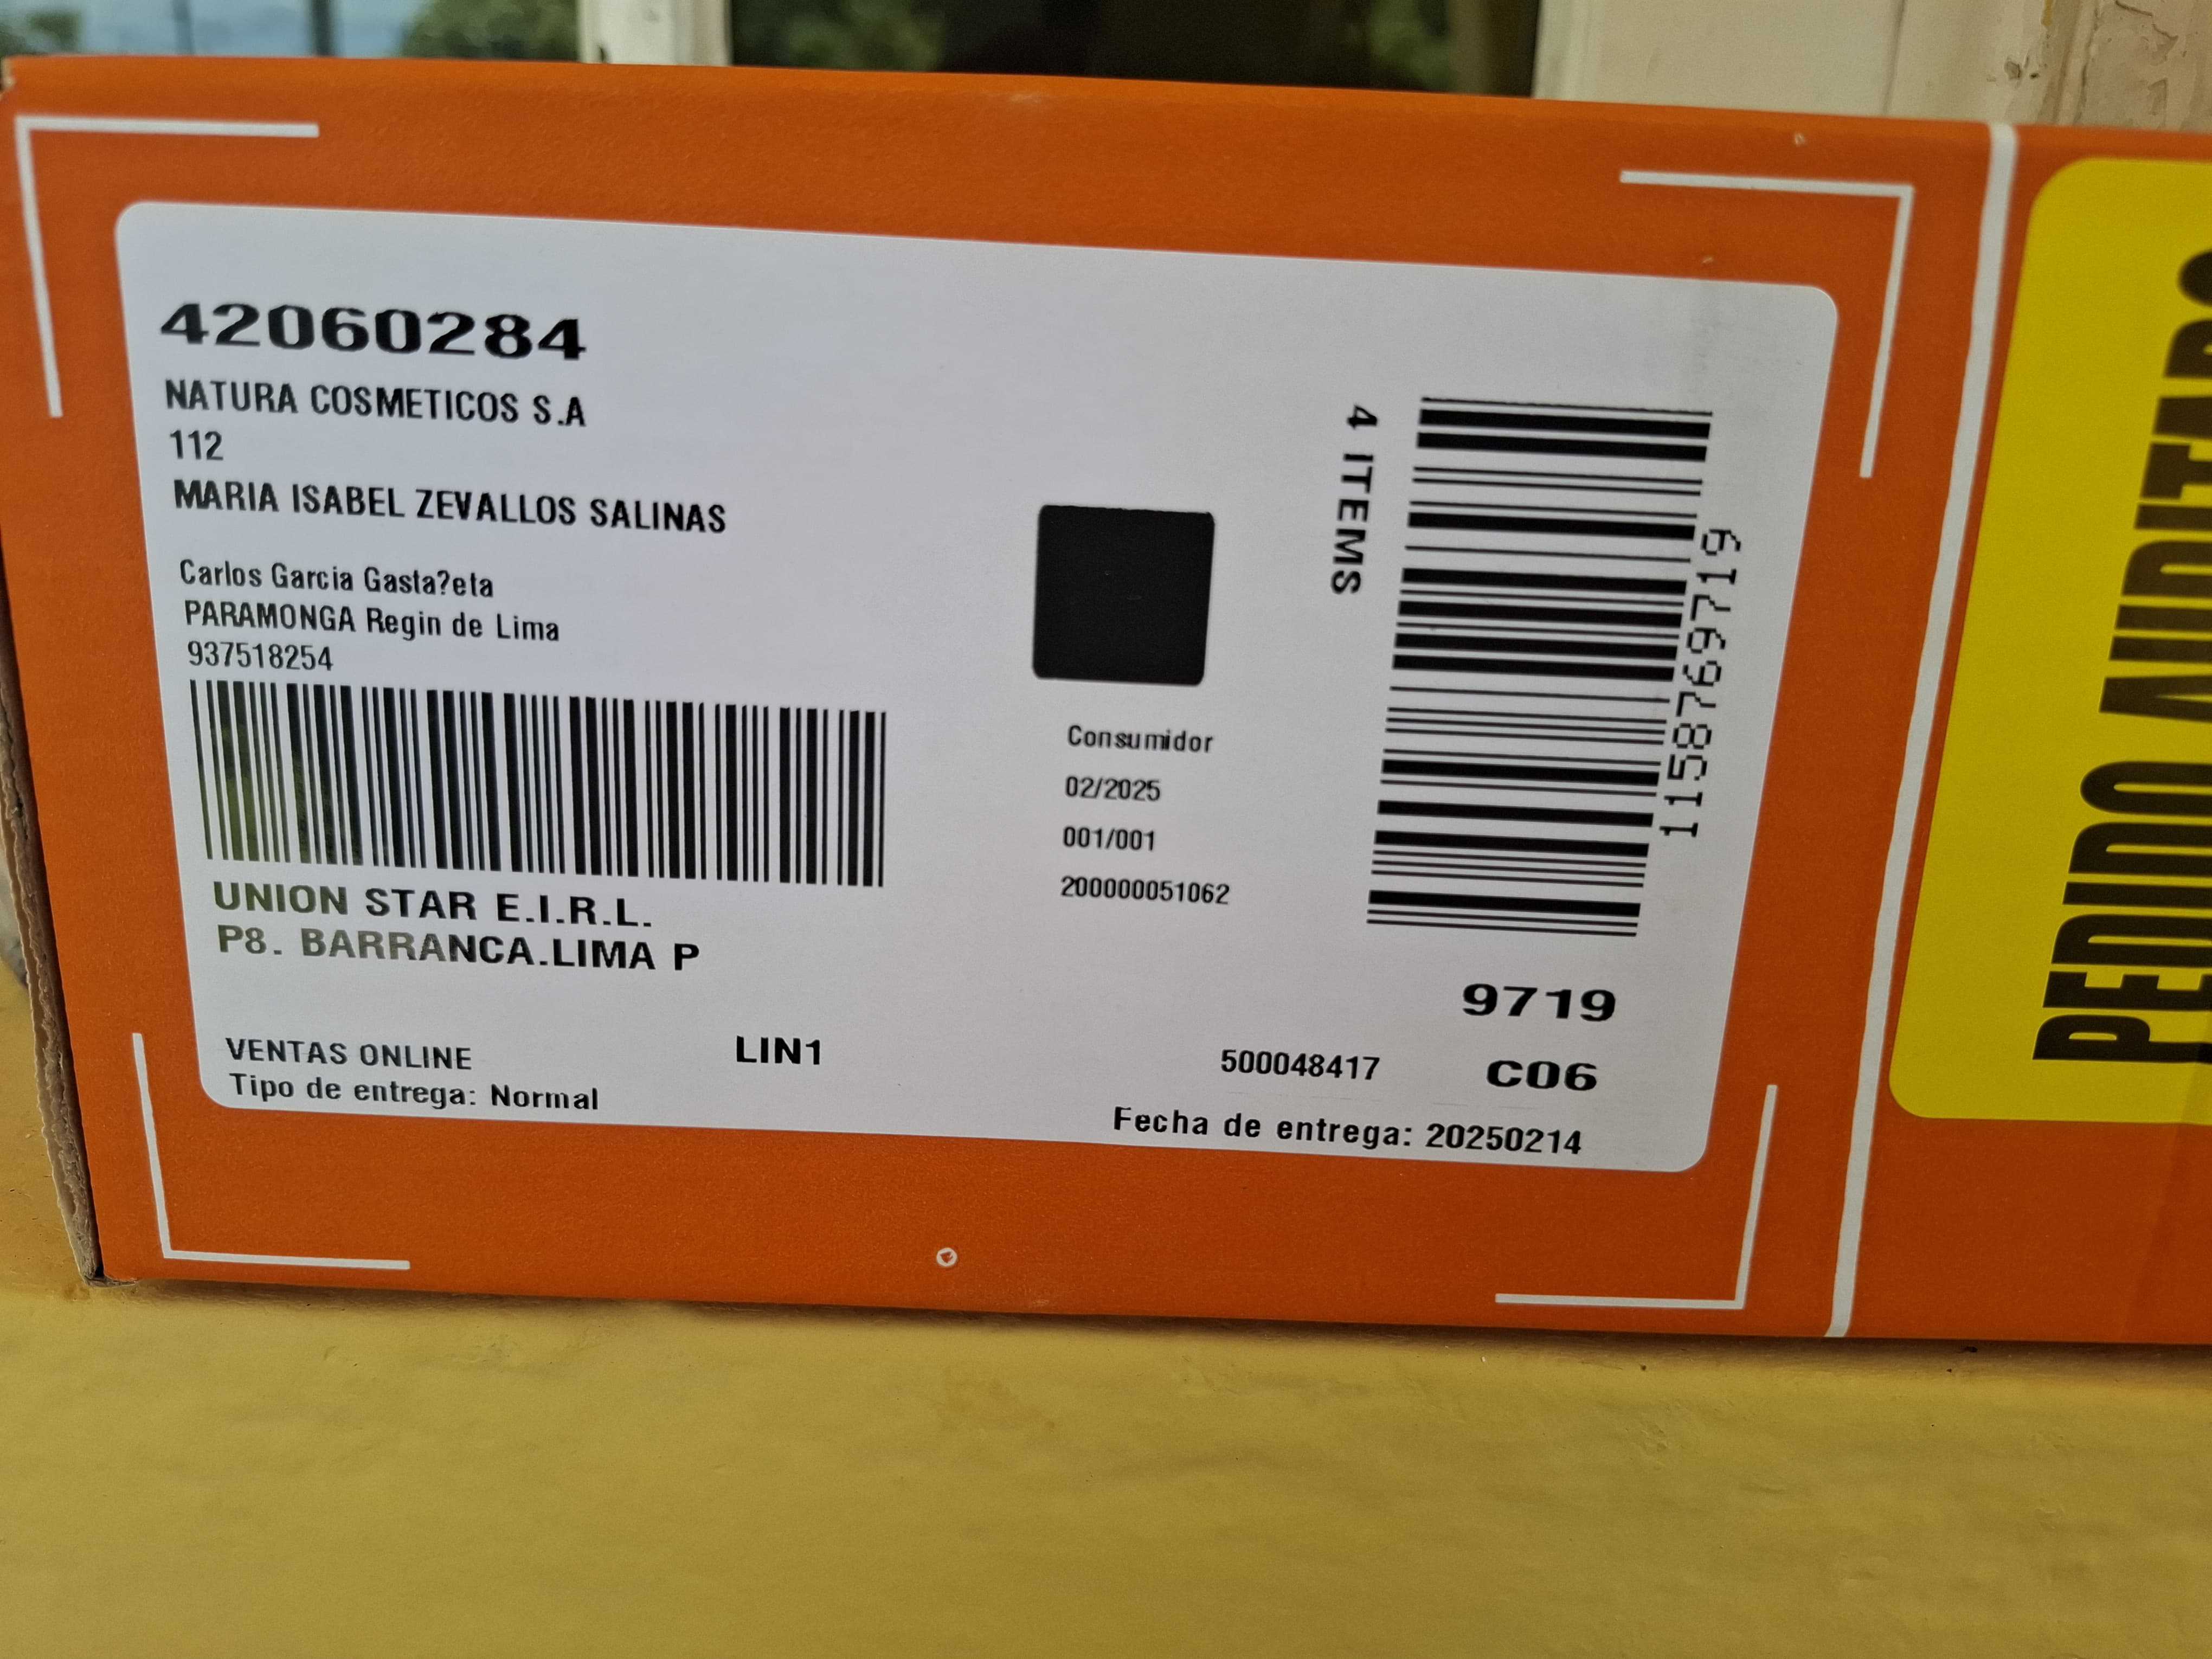 42060284
NATURA COSMETICOS S.A
112
MARIA ISABEL ZEVALLOS SALINAS
Carlos Garcia Gasta?eta
PARAMONGA Regin de Lima
937518254
UNION STAR E.I.R.L.
P8. BARRANCA.LIMA P
VENTAS ONLINE
Tipo de entrega: Normal
LIN1
Consumidor
02/2025
001/001
200000051062
4 ITEMS
1158769719
9719
500048417
C06
Fecha de entrega: 20250214
PEDIDO